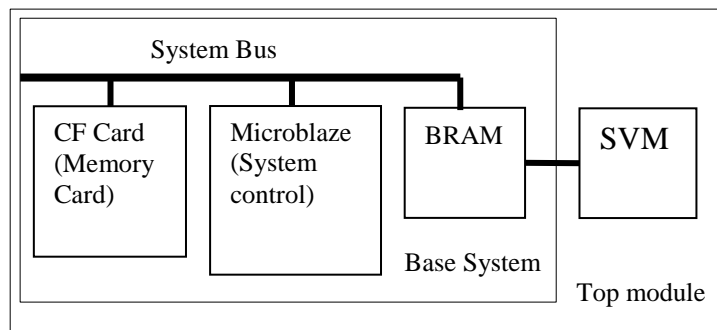 System Bus
CF Card
(Memory
Card)
Microblaze
(System
control)
BRAM
SVM
Base System
Top module